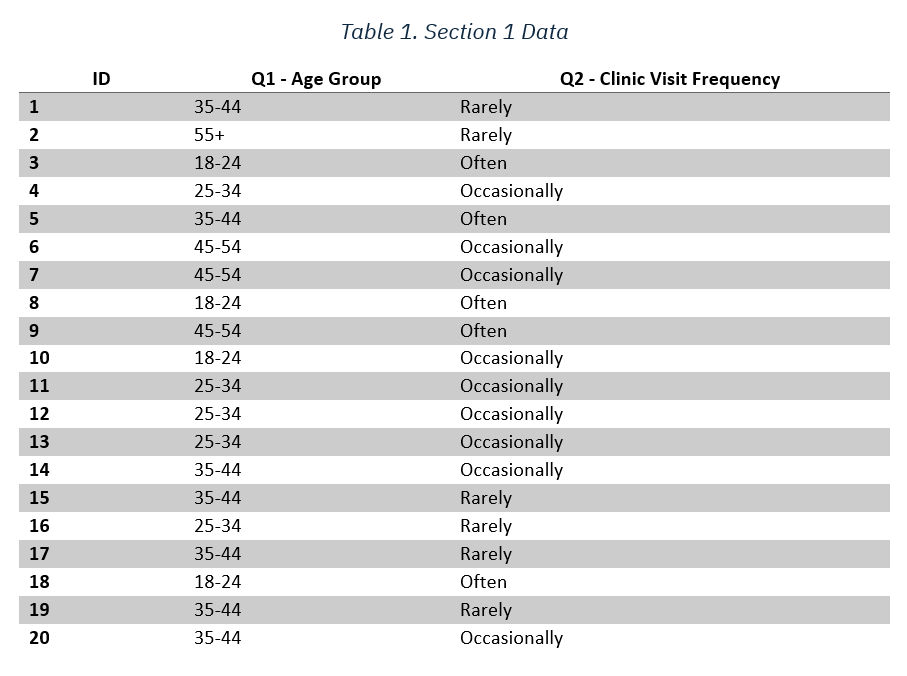 Table 1. Section 1 Data
ID Q1 - Age Group Q2 - Clinic Visit Frequency
1 35-44 Rarely
2 55+ Rarely
3 18-24 Often
4 25-34 Occasionally
5 35-44 Often
6 45-54 Occasionally
7 45-54 Occasionally
8 18-24 Often
9 45-54 Often
10 18-24 Occasionally
11 25-34 Occasionally
12 25-34 Occasionally
13 25-34 Occasionally
14 35-44 Occasionally
15 35-44 Rarely
16 25-34 Rarely
17 35-44 Rarely
18 18-24 Often
19 35-44 Rarely
20 35-44 Occasionally